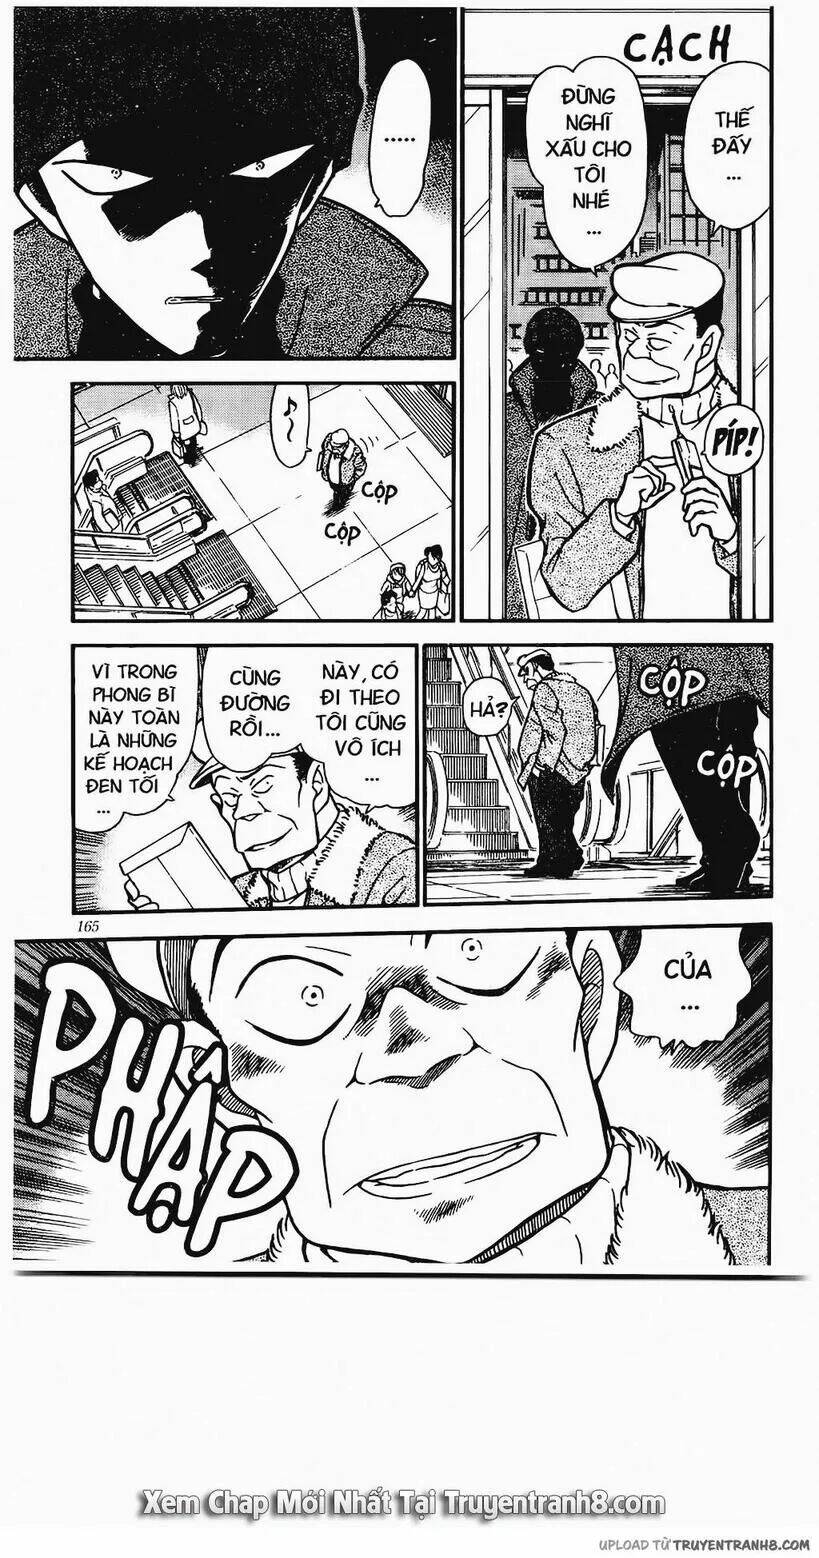 CẠCH
THẾ
ĐẤY
...
ĐỪNG
NGHĨ
XẤU CHO
TÔI
NHÉ
...
PÍP!
......
♪~
CỘP
CỘP
CỘP
CỘP
HẢ?
NÀY, CÓ
ĐI THEO
TÔI CŨNG
VÔ ÍCH
...
CÙNG
ĐƯỜNG
RỒI...
VÌ TRONG
PHONG BÌ
NÀY TOÀN
LÀ NHỮNG
KẾ HOẠCH
ĐEN TỐI
...
165
CỦA
...
PHẬP
Xem Chap Mới Nhất Tại Truyentranh8.com
UPLOAD TỪ TRUYENTRANH8.COM